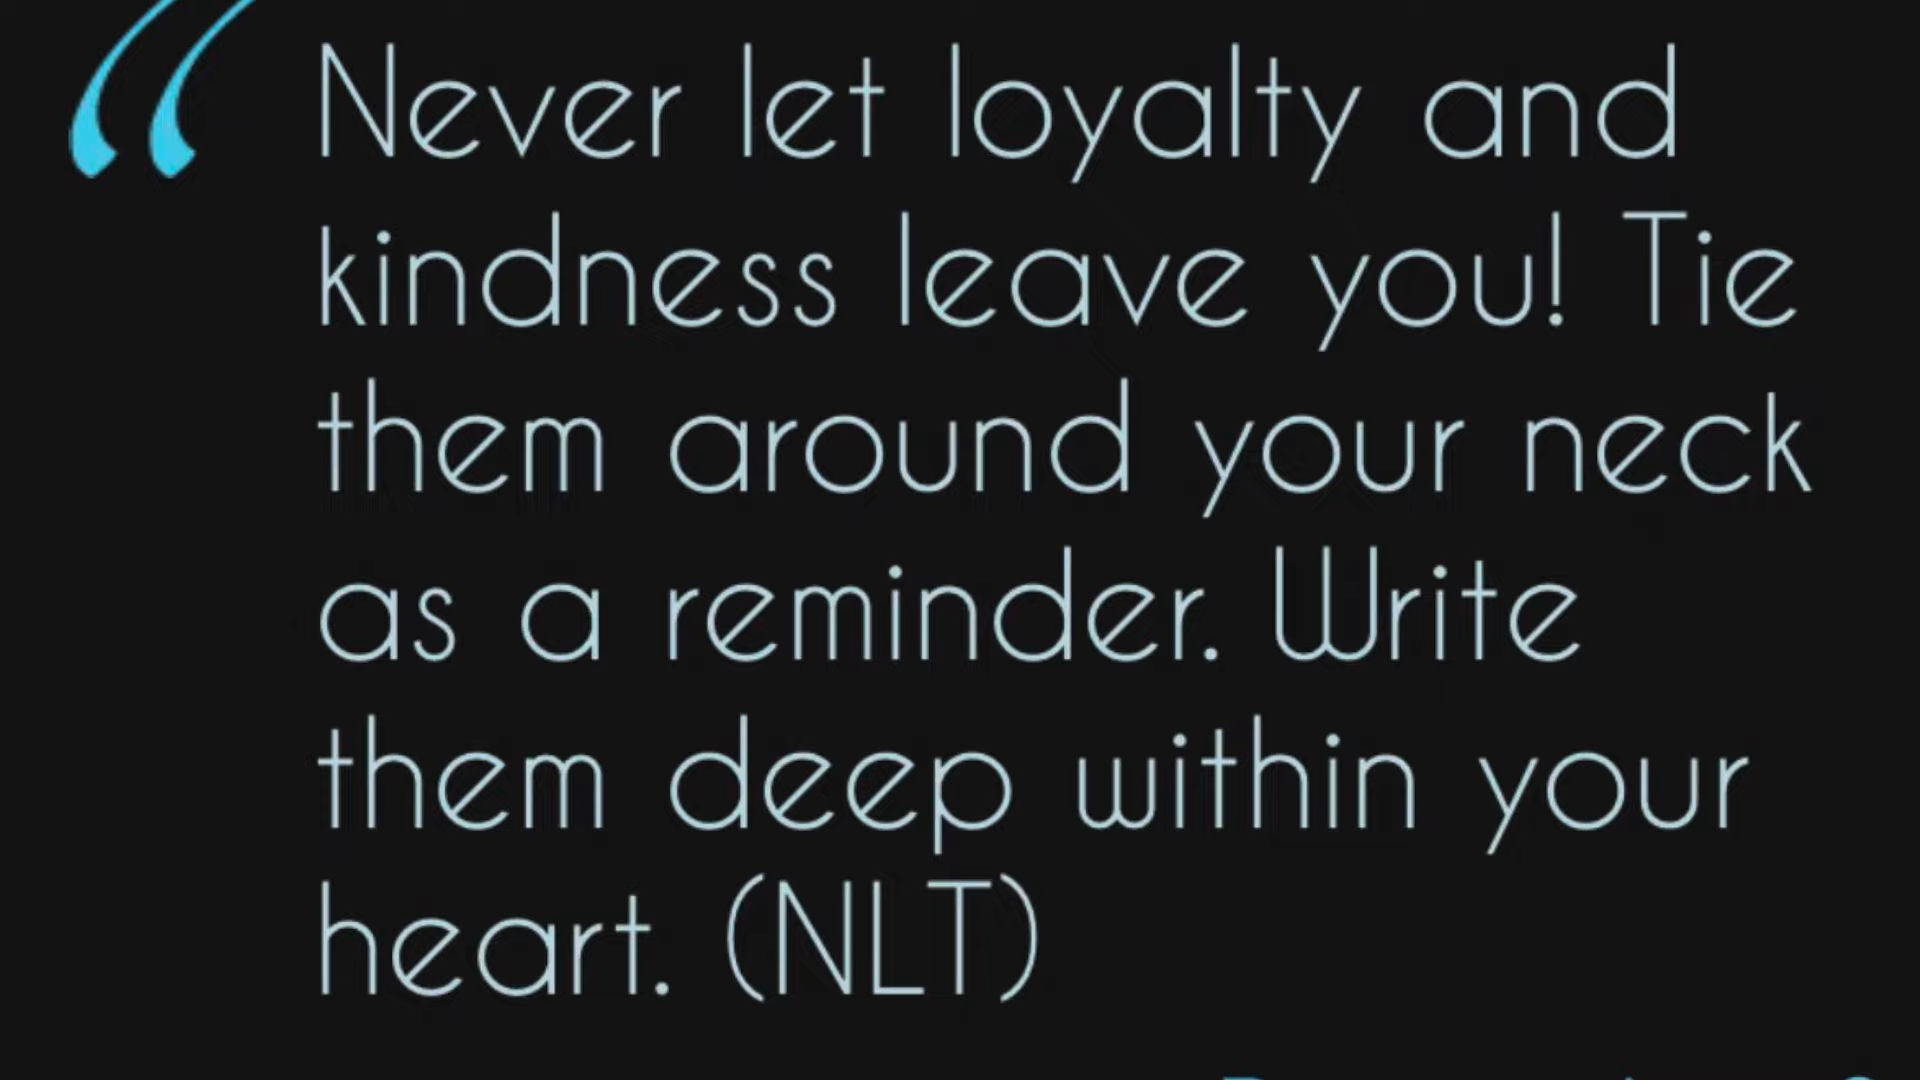 “Never let loyalty and
kindness leave you! Tie
them around your neck
as a reminder. Write
them deep within your
heart. (NLT)